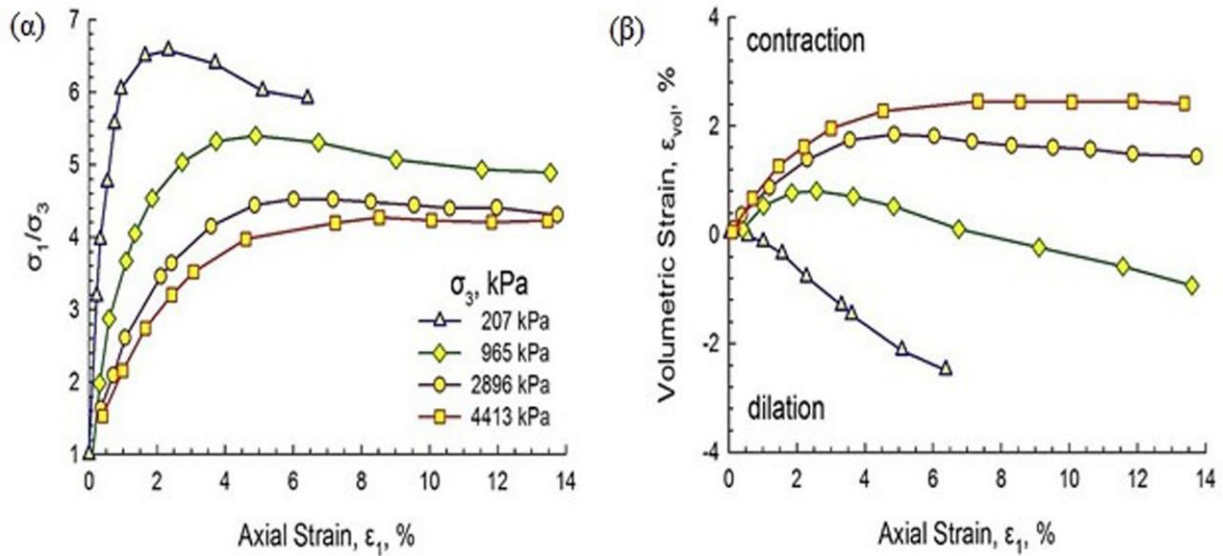 (α)
7
6
5
4
3
2
1
σ₁/σ₃
0 2 4 6 8 10 12 14
Axial Strain, ε₁, %
σ₃, kPa
207 kPa
965 kPa
2896 kPa
4413 kPa
(β)
4
2
0
-2
-4
Volumetric Strain, εvol, %
contraction
dilation
0 2 4 6 8 10 12 14
Axial Strain, ε₁, %